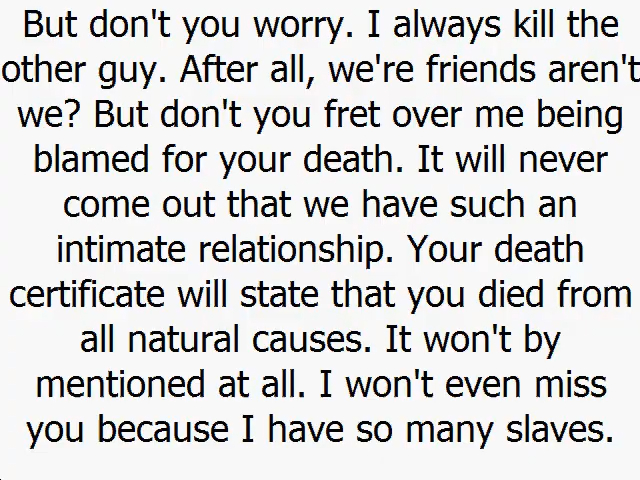 But don't you worry. I always kill the
other guy. After all, we're friends aren't
we? But don't you fret over me being
blamed for your death. It will never
come out that we have such an
intimate relationship. Your death
certificate will state that you died from
all natural causes. It won't by
mentioned at all. I won't even miss
you because I have so many slaves.